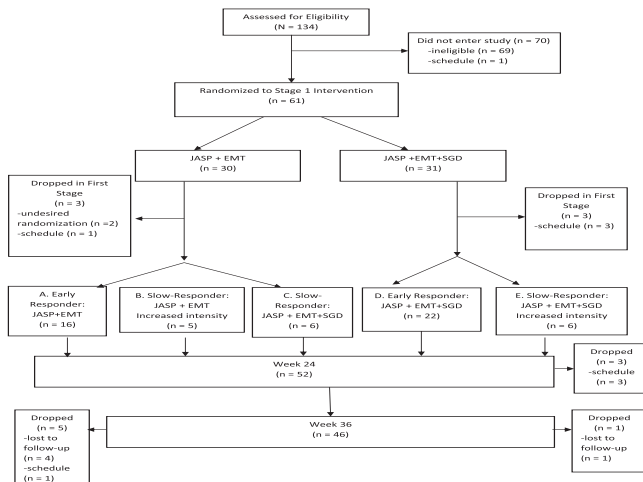 Assessed for Eligibility
(N = 134)
Did not enter study (n = 70)
-ineligible (n = 69)
-schedule (n = 1)
Randomized to Stage 1 Intervention
(n = 61)
JASP + EMT
(n = 30)
JASP +EMT+SGD
(n = 31)
Dropped in First
Stage
(n = 3)
-undesired
randomization (n =2)
-schedule (n = 1)
Dropped in First
Stage
(n = 3)
-schedule (n = 3)
A. Early
Responder:
JASP+EMT
(n = 16)
B. Slow-Responder:
JASP + EMT
Increased intensity
(n = 5)
C. Slow-
Responder:
JASP + EMT+SGD
(n = 6)
D. Early Responder:
JASP + EMT+SGD
(n = 22)
E. Slow-Responder:
JASP + EMT+SGD
Increased intensity
(n = 6)
Week 24
(n = 52)
Dropped
(n = 3)
-schedule
(n = 3)
Dropped
(n = 5)
-lost to
follow-up
(n = 4)
-schedule
(n = 1)
Week 36
(n = 46)
Dropped
(n = 1)
-lost to
follow-up
(n = 1)